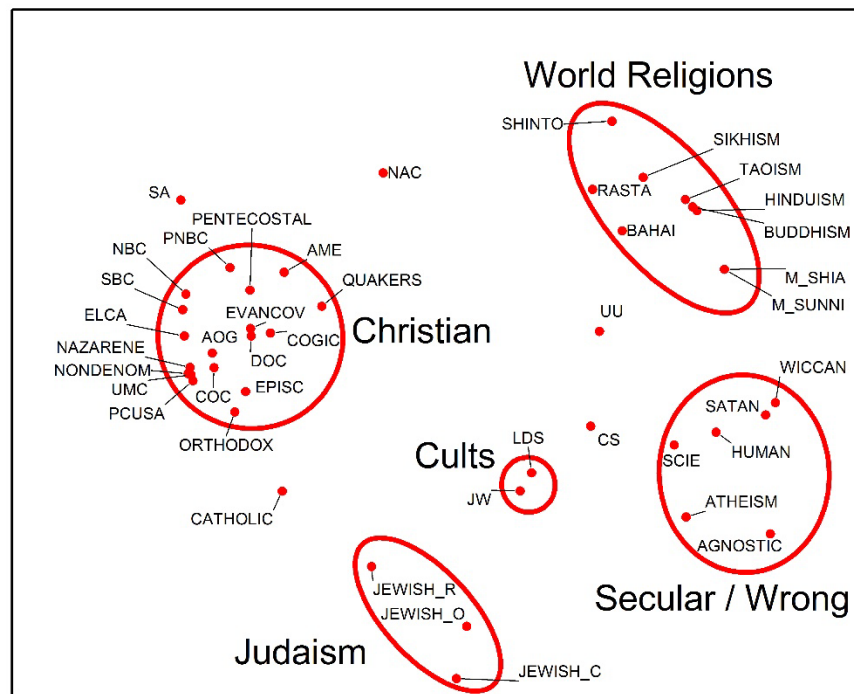 World Religions
SHINTO
SIKHISM
TAOISM
NAC
RASTA
HINDUISM
SA
PENTECOSTAL
BUDDHISM
BAHAI
PNBC
AME
NBC
M_SHIA
QUAKERS
SBC
M_SUNNI
UU
ELCA
EVANCOV
Christian
AOG
COGIC
NAZARENE
DOC
NONDENOM
WICCAN
UMC
COC
EPISC
SATAN
PCUSA
ORTHODOX
CS
LDS
HUMAN
Cults
SCIE
JW
ATHEISM
CATHOLIC
AGNOSTIC
JEWISH_R
Secular / Wrong
JEWISH_O
Judaism
JEWISH_C